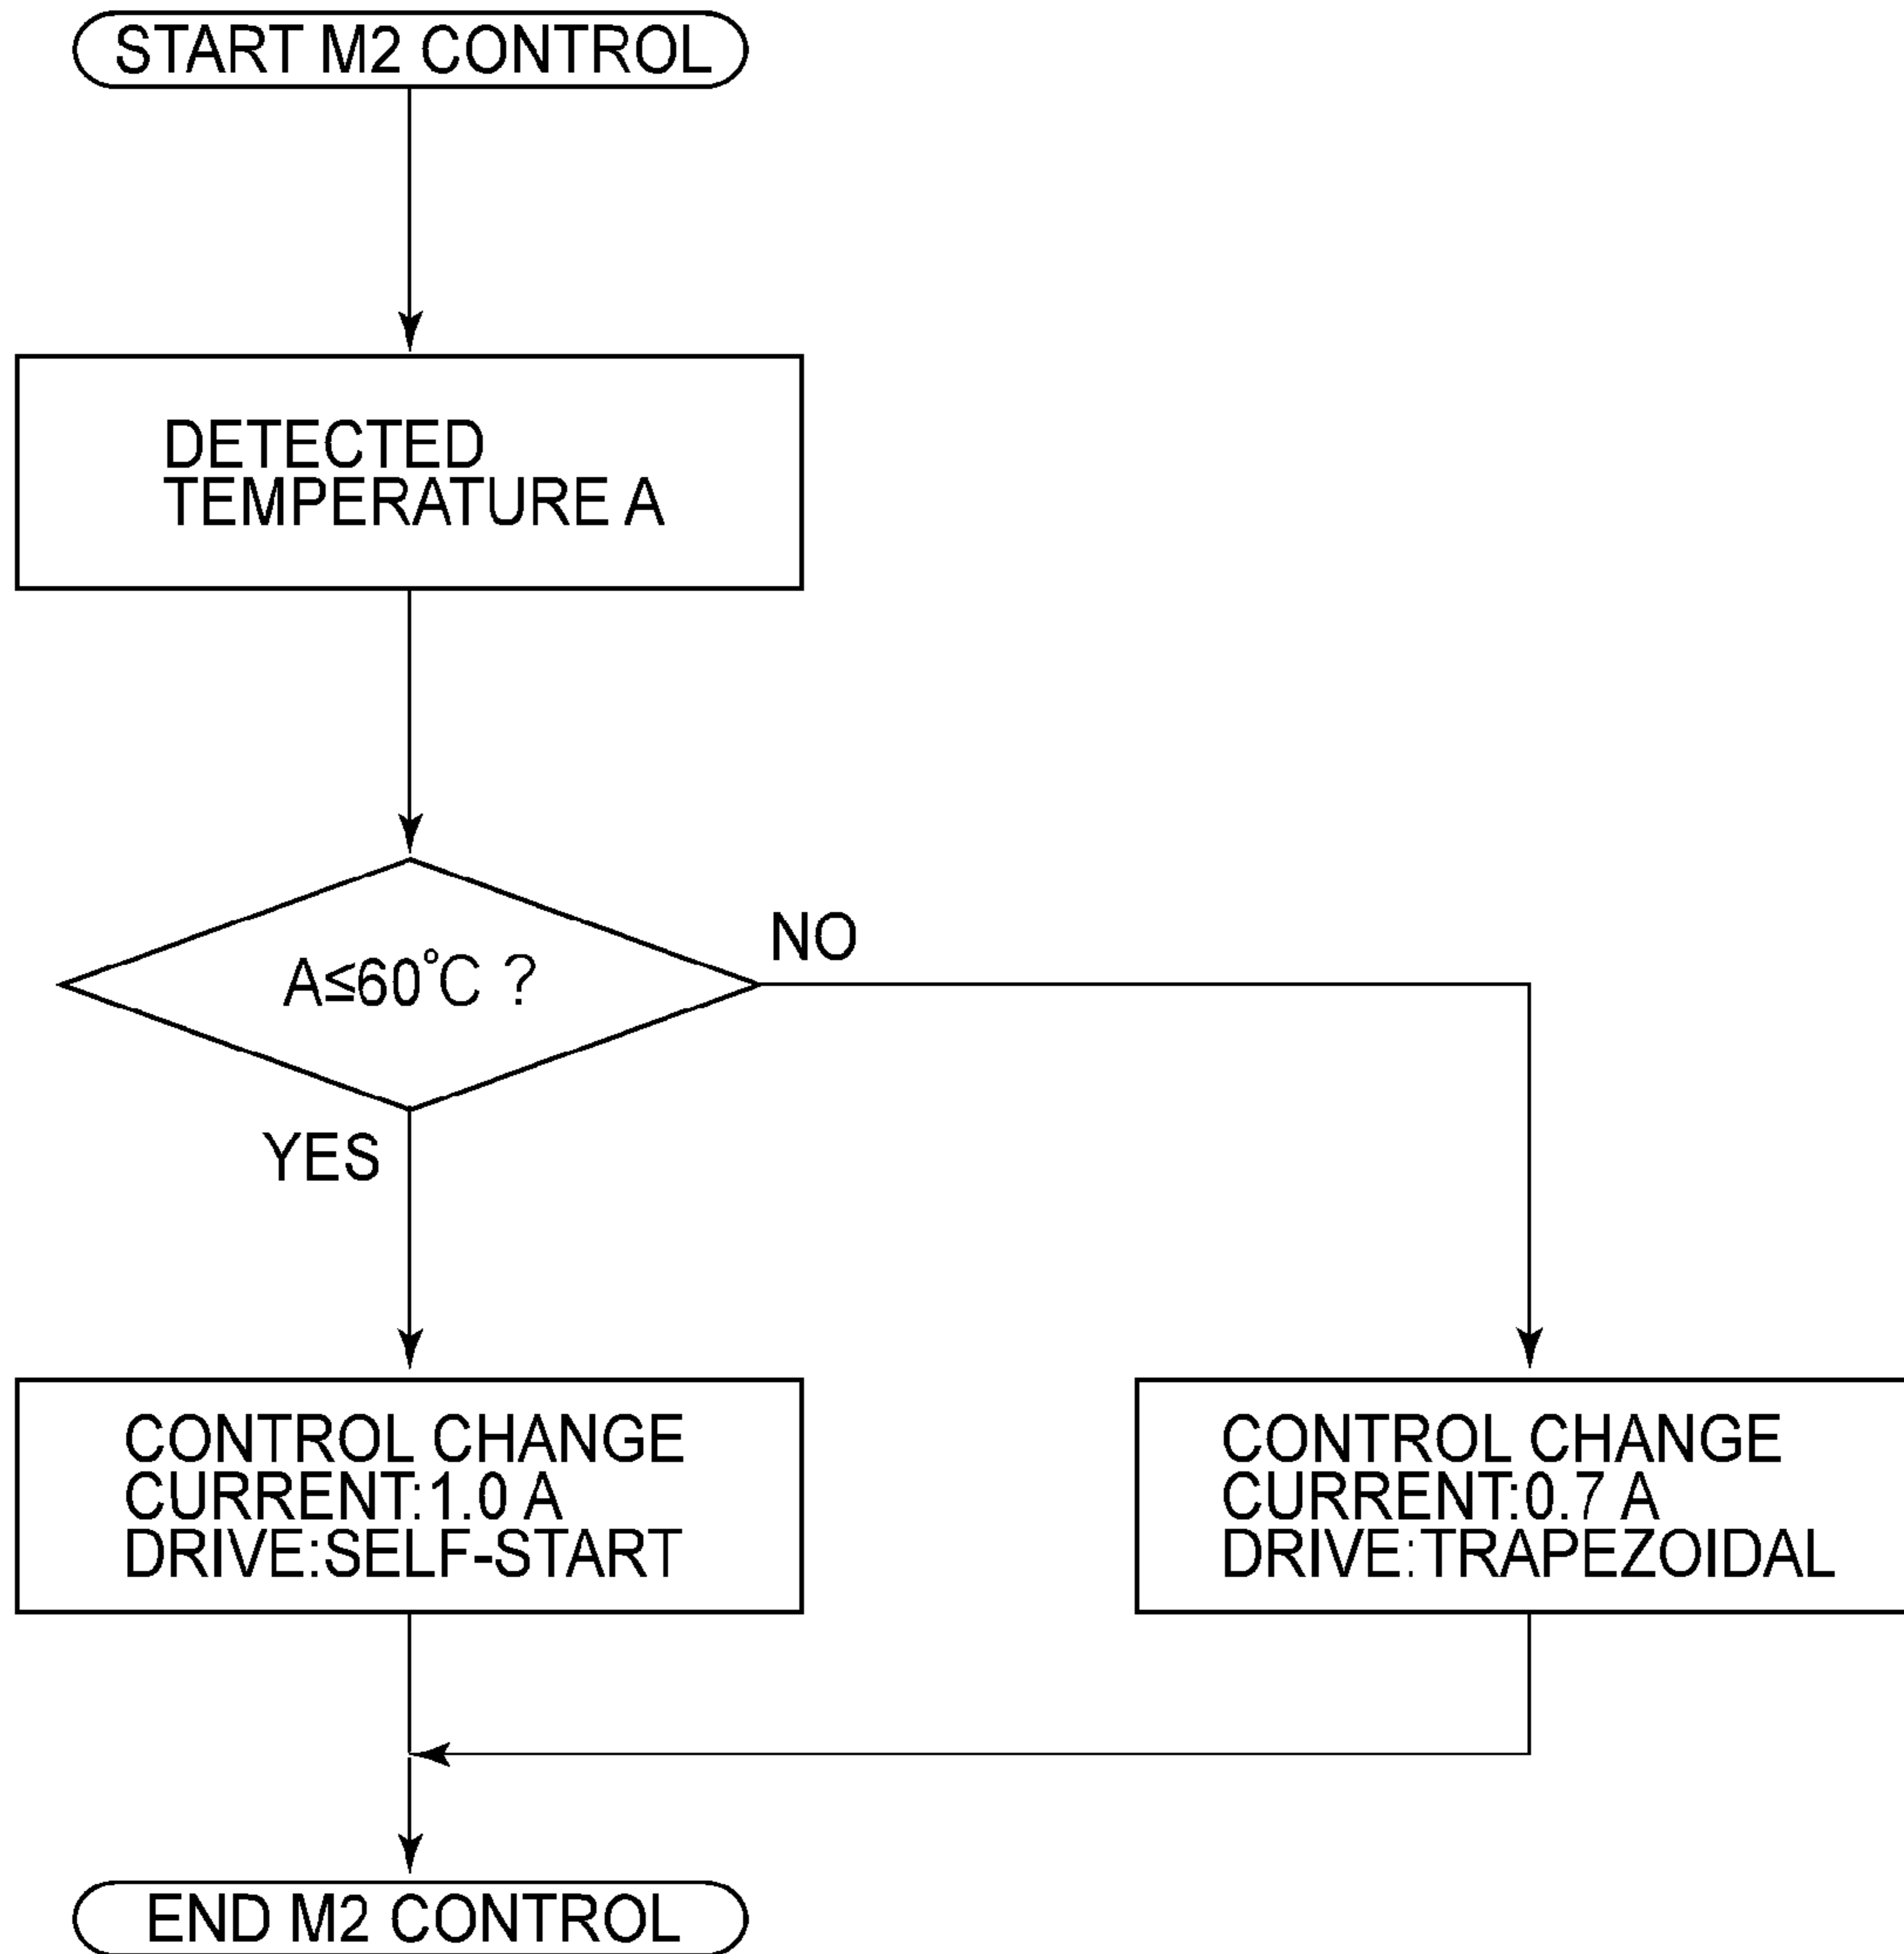 START M2 CONTROL
DETECTED
TEMPERATURE A
A≦60°C ?
NO
YES
CONTROL CHANGE
CURRENT:1.0 A
DRIVE:SELF-START
CONTROL CHANGE
CURRENT:0.7 A
DRIVE:TRAPEZOIDAL
END M2 CONTROL